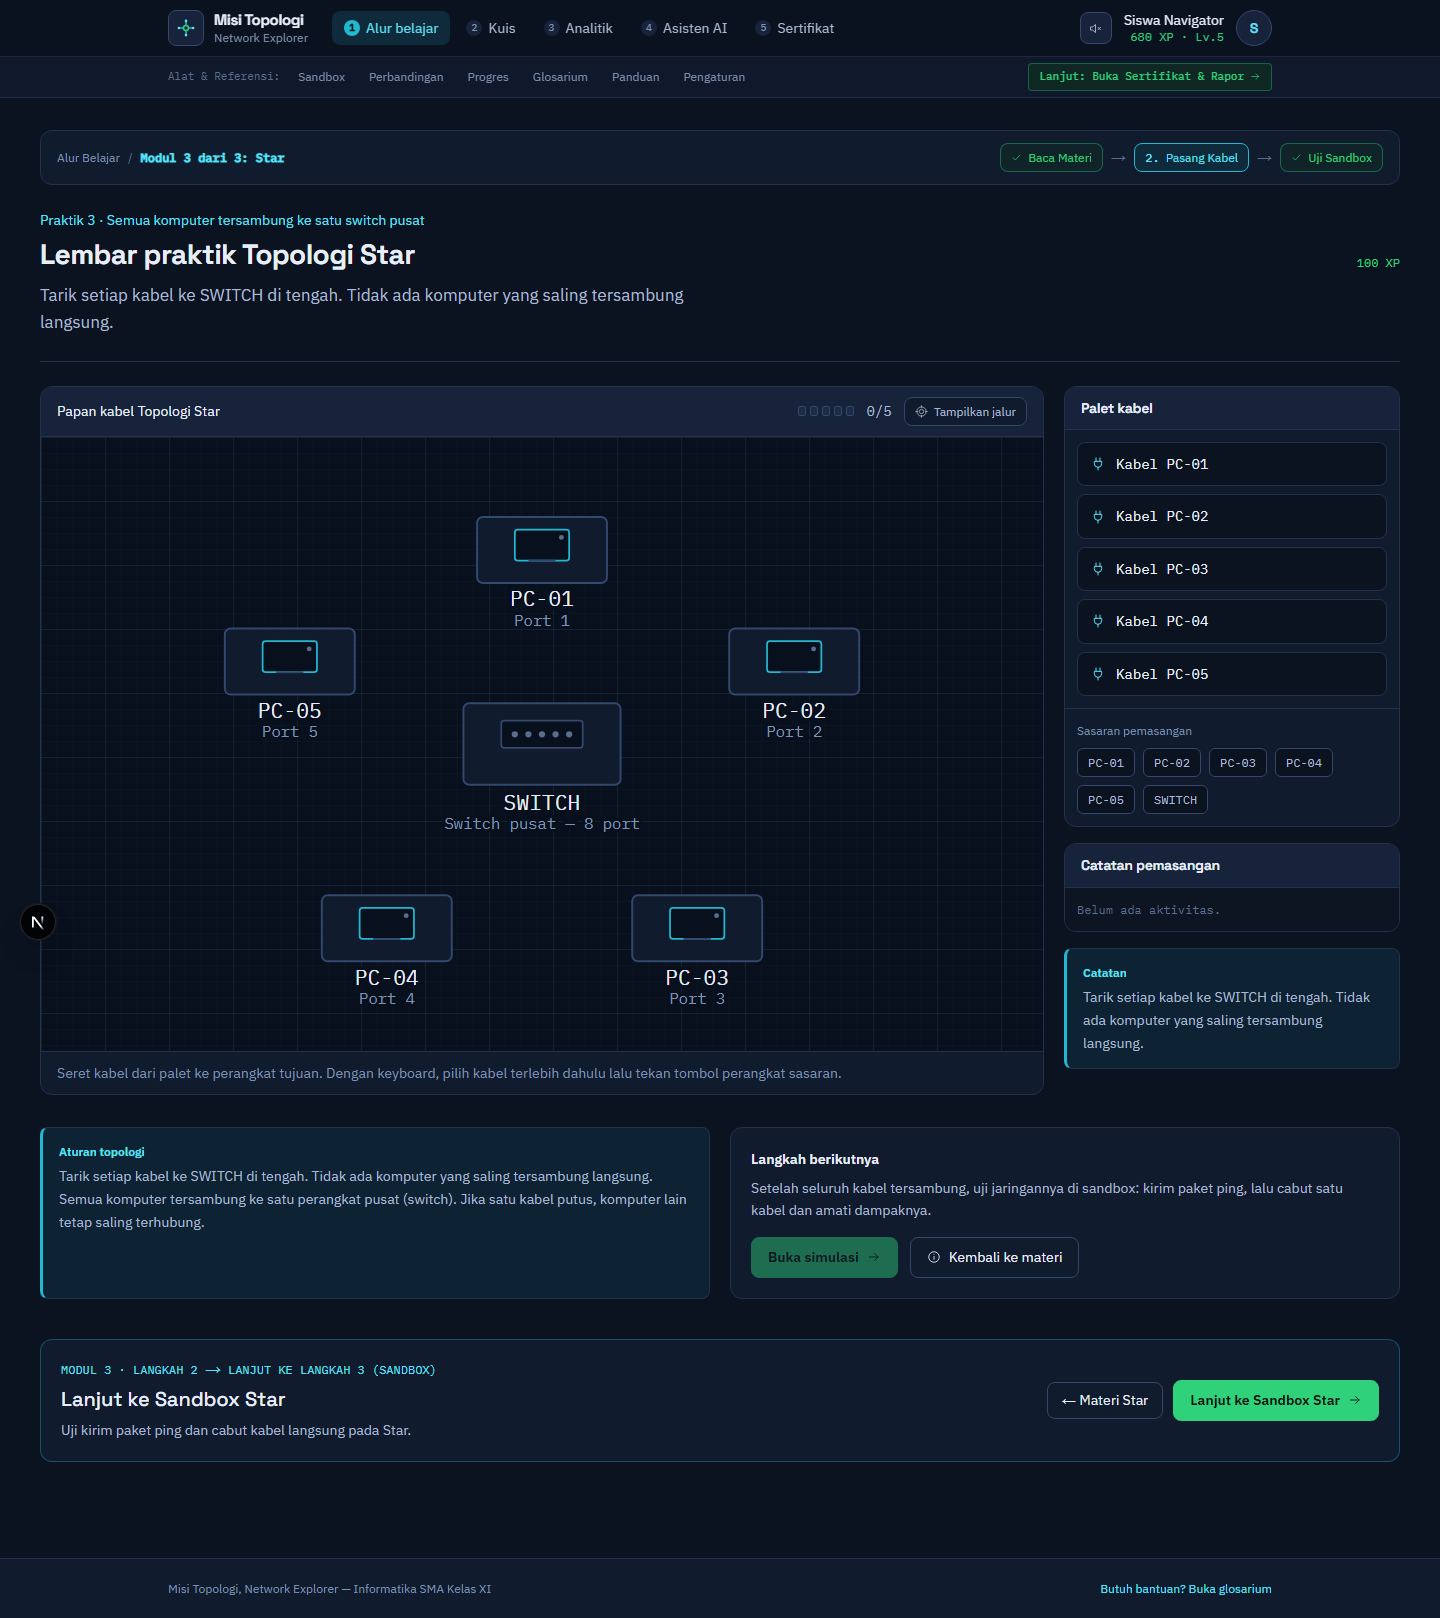 Misi Topologi
Network Explorer
1 Alur belajar
2 Kuis
3 Analitik
4 Asisten AI
5 Sertifikat
Siswa Navigator
680 XP · Lv.5
S
Alat & Referensi:
Sandbox
Perbandingan
Progres
Glosarium
Panduan
Pengaturan
Lanjut: Buka Sertifikat & Rapor →
Alur Belajar / Modul 3 dari 3: Star
✓ Baca Materi → 2. Pasang Kabel → ✓ Uji Sandbox
Praktik 3 · Semua komputer tersambung ke satu switch pusat
Lembar praktik Topologi Star
100 XP
Tarik setiap kabel ke SWITCH di tengah. Tidak ada komputer yang saling tersambung
langsung.
Papan kabel Topologi Star
0/5
Tampilkan jalur
PC-01
Port 1
PC-05
Port 5
PC-02
Port 2
SWITCH
Switch pusat — 8 port
PC-04
Port 4
PC-03
Port 3
N
Seret kabel dari palet ke perangkat tujuan. Dengan keyboard, pilih kabel terlebih dahulu lalu tekan tombol perangkat sasaran.
Palet kabel
Kabel PC-01
Kabel PC-02
Kabel PC-03
Kabel PC-04
Kabel PC-05
Sasaran pemasangan
PC-01
PC-02
PC-03
PC-04
PC-05
SWITCH
Catatan pemasangan
Belum ada aktivitas.
Catatan
Tarik setiap kabel ke SWITCH di tengah. Tidak
ada komputer yang saling tersambung
langsung.
Aturan topologi
Tarik setiap kabel ke SWITCH di tengah. Tidak ada komputer yang saling tersambung langsung.
Semua komputer tersambung ke satu perangkat pusat (switch). Jika satu kabel putus, komputer lain
tetap saling terhubung.
Langkah berikutnya
Setelah seluruh kabel tersambung, uji jaringannya di sandbox: kirim paket ping, lalu cabut satu
kabel dan amati dampaknya.
Buka simulasi →
Kembali ke materi
MODUL 3 · LANGKAH 2 → LANJUT KE LANGKAH 3 (SANDBOX)
Lanjut ke Sandbox Star
Uji kirim paket ping dan cabut kabel langsung pada Star.
← Materi Star
Lanjut ke Sandbox Star →
Misi Topologi, Network Explorer — Informatika SMA Kelas XI
Butuh bantuan? Buka glosarium